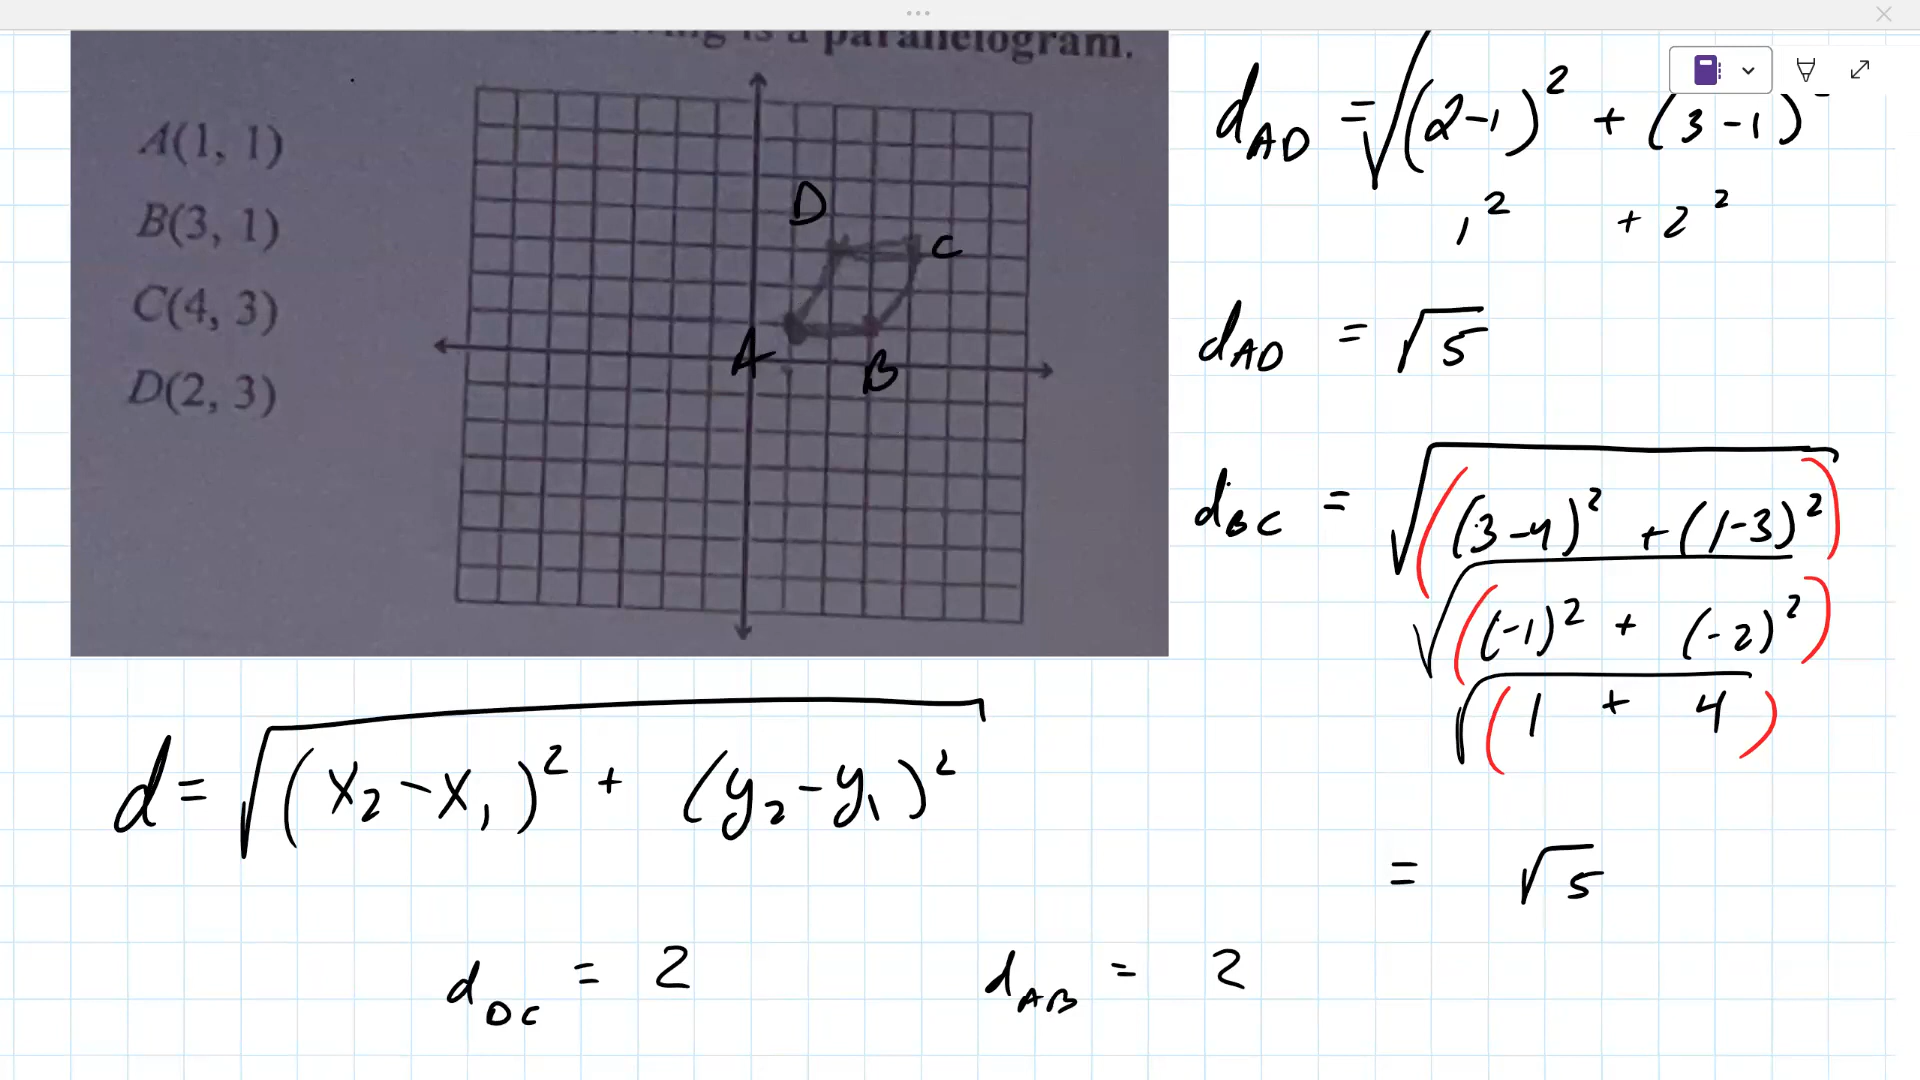 is a parallelogram.
A(1, 1)
B(3, 1)
C(4, 3)
D(2, 3)
D
C
A
B
d = √((x₂ - x₁)² + (y₂ - y₁)²)
d_DC = 2
d_AB = 2
d_AD = √(2-1)² + (3-1)
1² + 2²
d_AD = √5
d_BC = √((3-4)² + (1-3)²)
√((-1)² + (-2)²)
√(1 + 4)
= √5